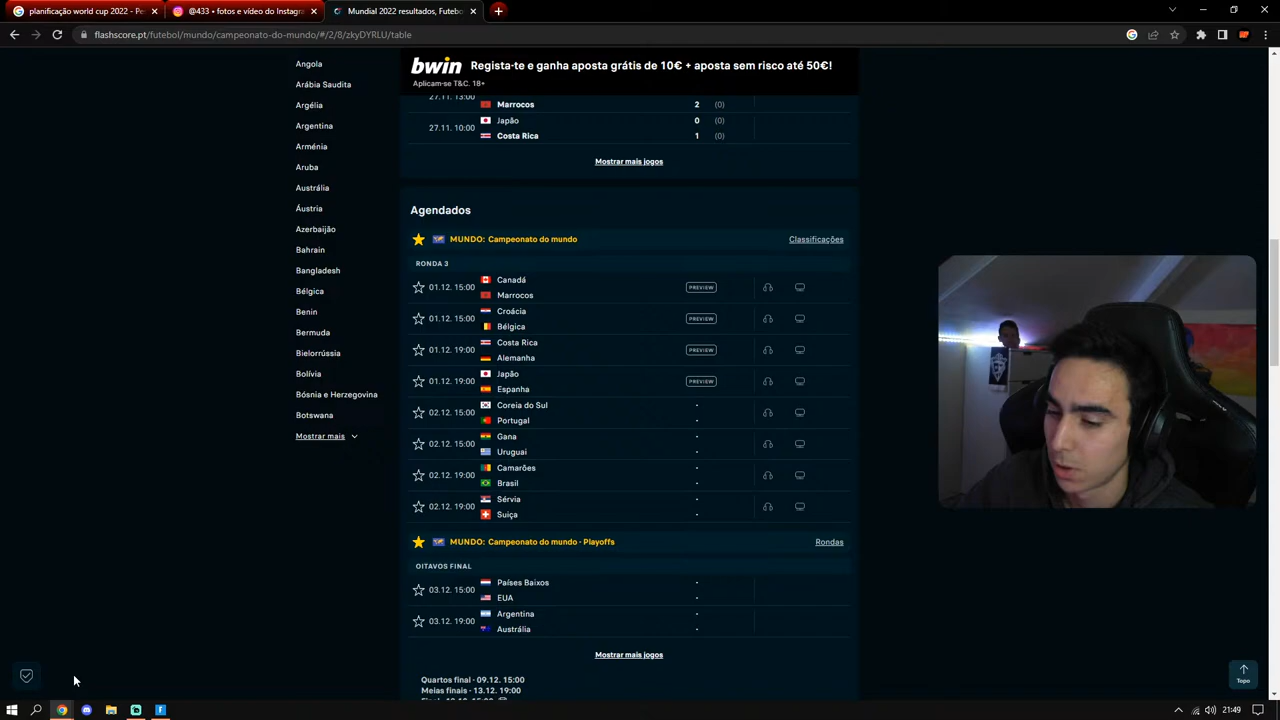 planificação world cup 2022 - Pe
@433 • fotos e vídeo do Instagra
Mundial 2022 resultados, Futebo
flashscore.pt/futebol/mundo/campeonato-do-mundo/#/2/8/zkyDYRLU/table
bwin Regista-te e ganha aposta grátis de 10€ + aposta sem risco até 50€!
Aplicam-se T&C. 18+
Angola
Arábia Saudita
Argélia
Argentina
Arménia
Aruba
Austrália
Áustria
Azerbaijão
Bahrain
Bangladesh
Bélgica
Benin
Bermuda
Bielorrússia
Bolívia
Bósnia e Herzegovina
Botswana
Mostrar mais
27.11. 13:00
Marrocos 2 (0)
27.11. 10:00
Japão 0 (0)
Costa Rica 1 (0)
Mostrar mais jogos
Agendados
MUNDO: Campeonato do mundo Classificações
RONDA 3
01.12. 15:00 PREVIEW
Canadá
Marrocos
01.12. 15:00 PREVIEW
Croácia
Bélgica
01.12. 19:00 PREVIEW
Costa Rica
Alemanha
01.12. 19:00 PREVIEW
Japão
Espanha
02.12. 15:00
Coreia do Sul -
Portugal -
02.12. 15:00
Gana -
Uruguai -
02.12. 19:00
Camarões -
Brasil -
02.12. 19:00
Sérvia -
Suiça -
MUNDO: Campeonato do mundo - Playoffs Rondas
OITAVOS FINAL
03.12. 15:00
Países Baixos -
EUA -
03.12. 19:00
Argentina -
Austrália -
Mostrar mais jogos
Quartos final - 09.12. 15:00
Meias finais - 13.12. 19:00
Topo
21:49